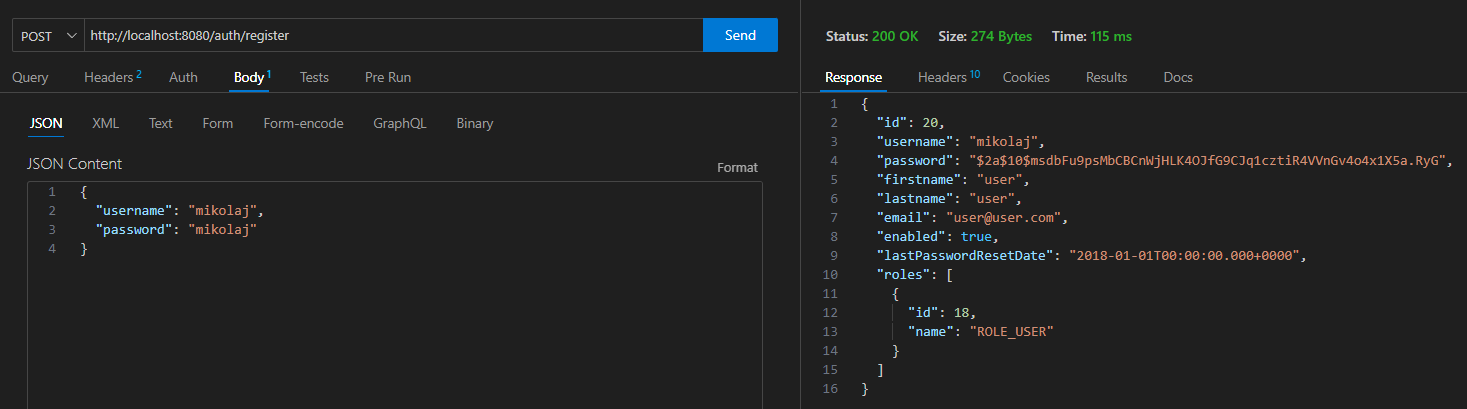 POST http://localhost:8080/auth/register Send
Query Headers 2 Auth Body 1 Tests Pre Run
JSON XML Text Form Form-encode GraphQL Binary
JSON Content Format
1 {
2 "username": "mikolaj",
3 "password": "mikolaj"
4 }
Status: 200 OK Size: 274 Bytes Time: 115 ms
Response Headers 10 Cookies Results Docs
1 {
2 "id": 20,
3 "username": "mikolaj",
4 "password": "$2a$10$msdbFu9psMbCBCnWjHLK4OJfG9CJq1cztiR4VVnGv4o4x1X5a.RyG",
5 "firstname": "user",
6 "lastname": "user",
7 "email": "user@user.com",
8 "enabled": true,
9 "lastPasswordResetDate": "2018-01-01T00:00:00.000+0000",
10 "roles": [
11 {
12 "id": 18,
13 "name": "ROLE_USER"
14 }
15 ]
16 }